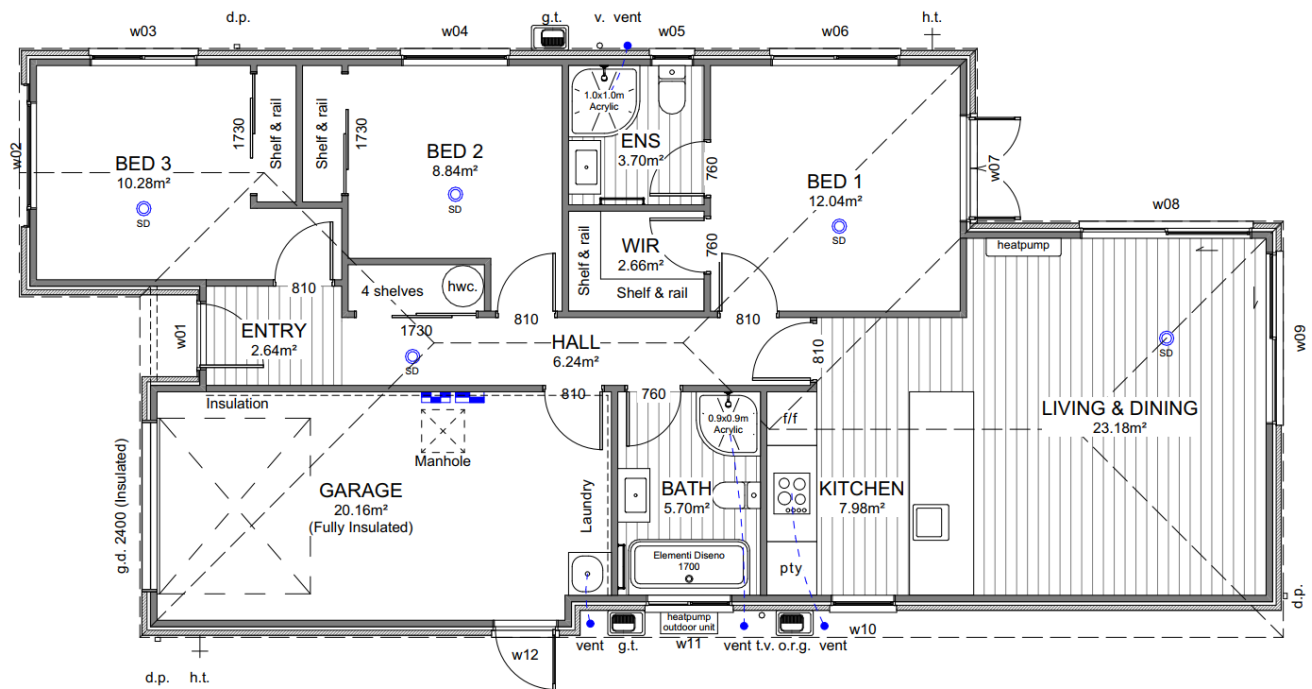 d.p.
g.t.
v.
vent
h.t.
w03
w04
w05
w06
w02
BED 3
10.28m²
SD
1730
Shelf & rail
Shelf & rail
1730
BED 2
8.84m²
SD
1.0x1.0m
Acrylic
ENS
3.70m²
760
BED 1
12.04m²
SD
w07
w08
heatpump
WIR
2.66m²
Shelf & rail
Shelf & rail
760
810
4 shelves
hwc.
810
810
w01
ENTRY
2.64m²
1730
SD
HALL
6.24m²
810
SD
w09
Insulation
810
760
Manhole
0.9x0.9m
Acrylic
f/f
LIVING & DINING
23.18m²
g.d. 2400 (Insulated)
GARAGE
20.16m²
(Fully Insulated)
Laundry
BATH
5.70m²
KITCHEN
7.98m²
Elementi Diseno
1700
pty
d.p.
heatpump
outdoor unit
w10
w12
vent
g.t.
w11
vent
t.v.
o.r.g.
vent
d.p.
h.t.